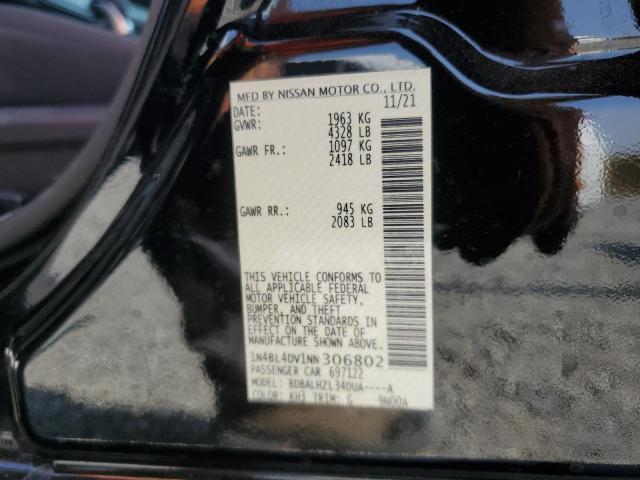 MFD BY NISSAN MOTOR CO., LTD.
DATE: 11/21
GVWR: 1963 KG
4328 LB
GAWR FR.: 1097 KG
2418 LB
GAWR RR.: 945 KG
2083 LB
THIS VEHICLE CONFORMS TO
ALL APPLICABLE FEDERAL
MOTOR VEHICLE SAFETY,
BUMPER, AND THEFT
PREVENTION STANDARDS
IN EFFECT ON THE DATE OF
MANUFACTURE SHOWN ABOVE.
1N4BL4DV1NN306802
PASSENGER CAR 697122
MODEL: BDBALHZL34DUA----A
COLOR: KH3 TRIM: G 9N00A